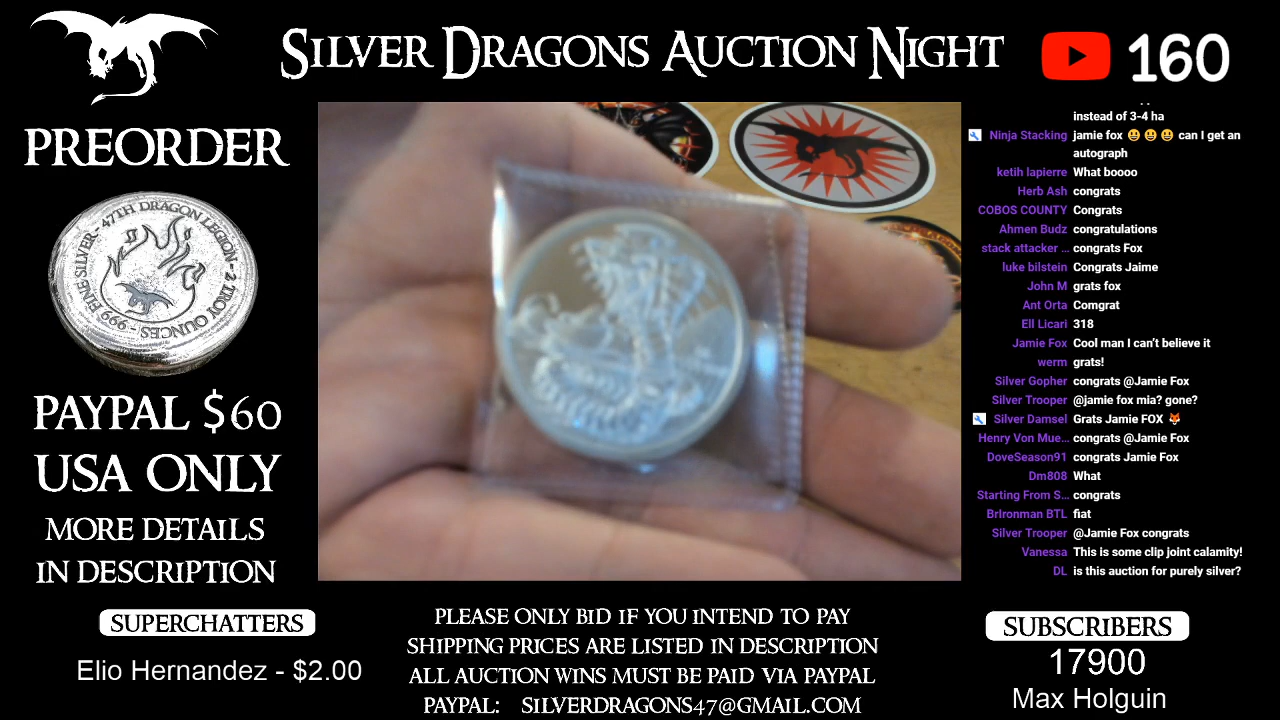 SILVER DRAGONS AUCTION NIGHT
160
PREORDER
47TH DRAGON LEGION - 2 TROY OUNCES - .999 FINE SILVER -
PAYPAL $60
USA ONLY
MORE DETAILS
IN DESCRIPTION
instead of 3-4 ha
Ninja Stacking jamie fox 😃 😃 😃 can I get an
autograph
ketih lapierre What boooo
Herb Ash congrats
COBOS COUNTY Congrats
Ahmen Budz congratulations
stack attacker ... congrats Fox
luke bilstein Congrats Jaime
John M grats fox
Ant Orta Comgrat
Ell Licari 318
Jamie Fox Cool man I can't believe it
werm grats!
Silver Gopher congrats @Jamie Fox
Silver Trooper @jamie fox mia? gone?
Silver Damsel Grats Jamie FOX 🦊
Henry Von Mue... congrats @Jamie Fox
DoveSeason91 congrats Jamie Fox
Dm808 What
Starting From S... congrats
BrIronman BTL fiat
Silver Trooper @Jamie Fox congrats
Vanessa This is some clip joint calamity!
DL is this auction for purely silver?
SUPERCHATTERS
Elio Hernandez - $2.00
PLEASE ONLY BID IF YOU INTEND TO PAY
SHIPPING PRICES ARE LISTED IN DESCRIPTION
ALL AUCTION WINS MUST BE PAID VIA PAYPAL
PAYPAL: SILVERDRAGONS47@GMAIL.COM
SUBSCRIBERS
17900
Max Holguin